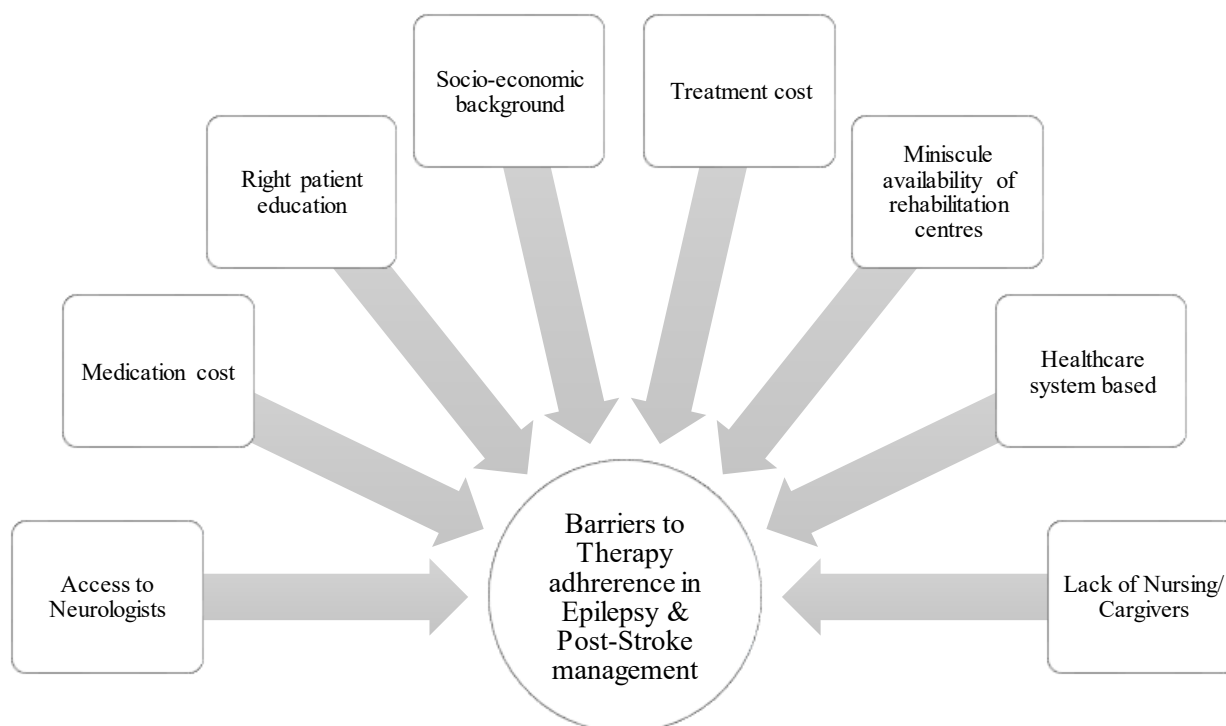 Socio-economic
background
Treatment cost
Right patient
education
Miniscule
availability of
rehabilitation
centres
Medication cost
Healthcare
system based
Access to
Neurologists
Barriers to
Therapy
adhrerence in
Epilepsy &
Post-Stroke
management
Lack of Nursing/
Cargivers